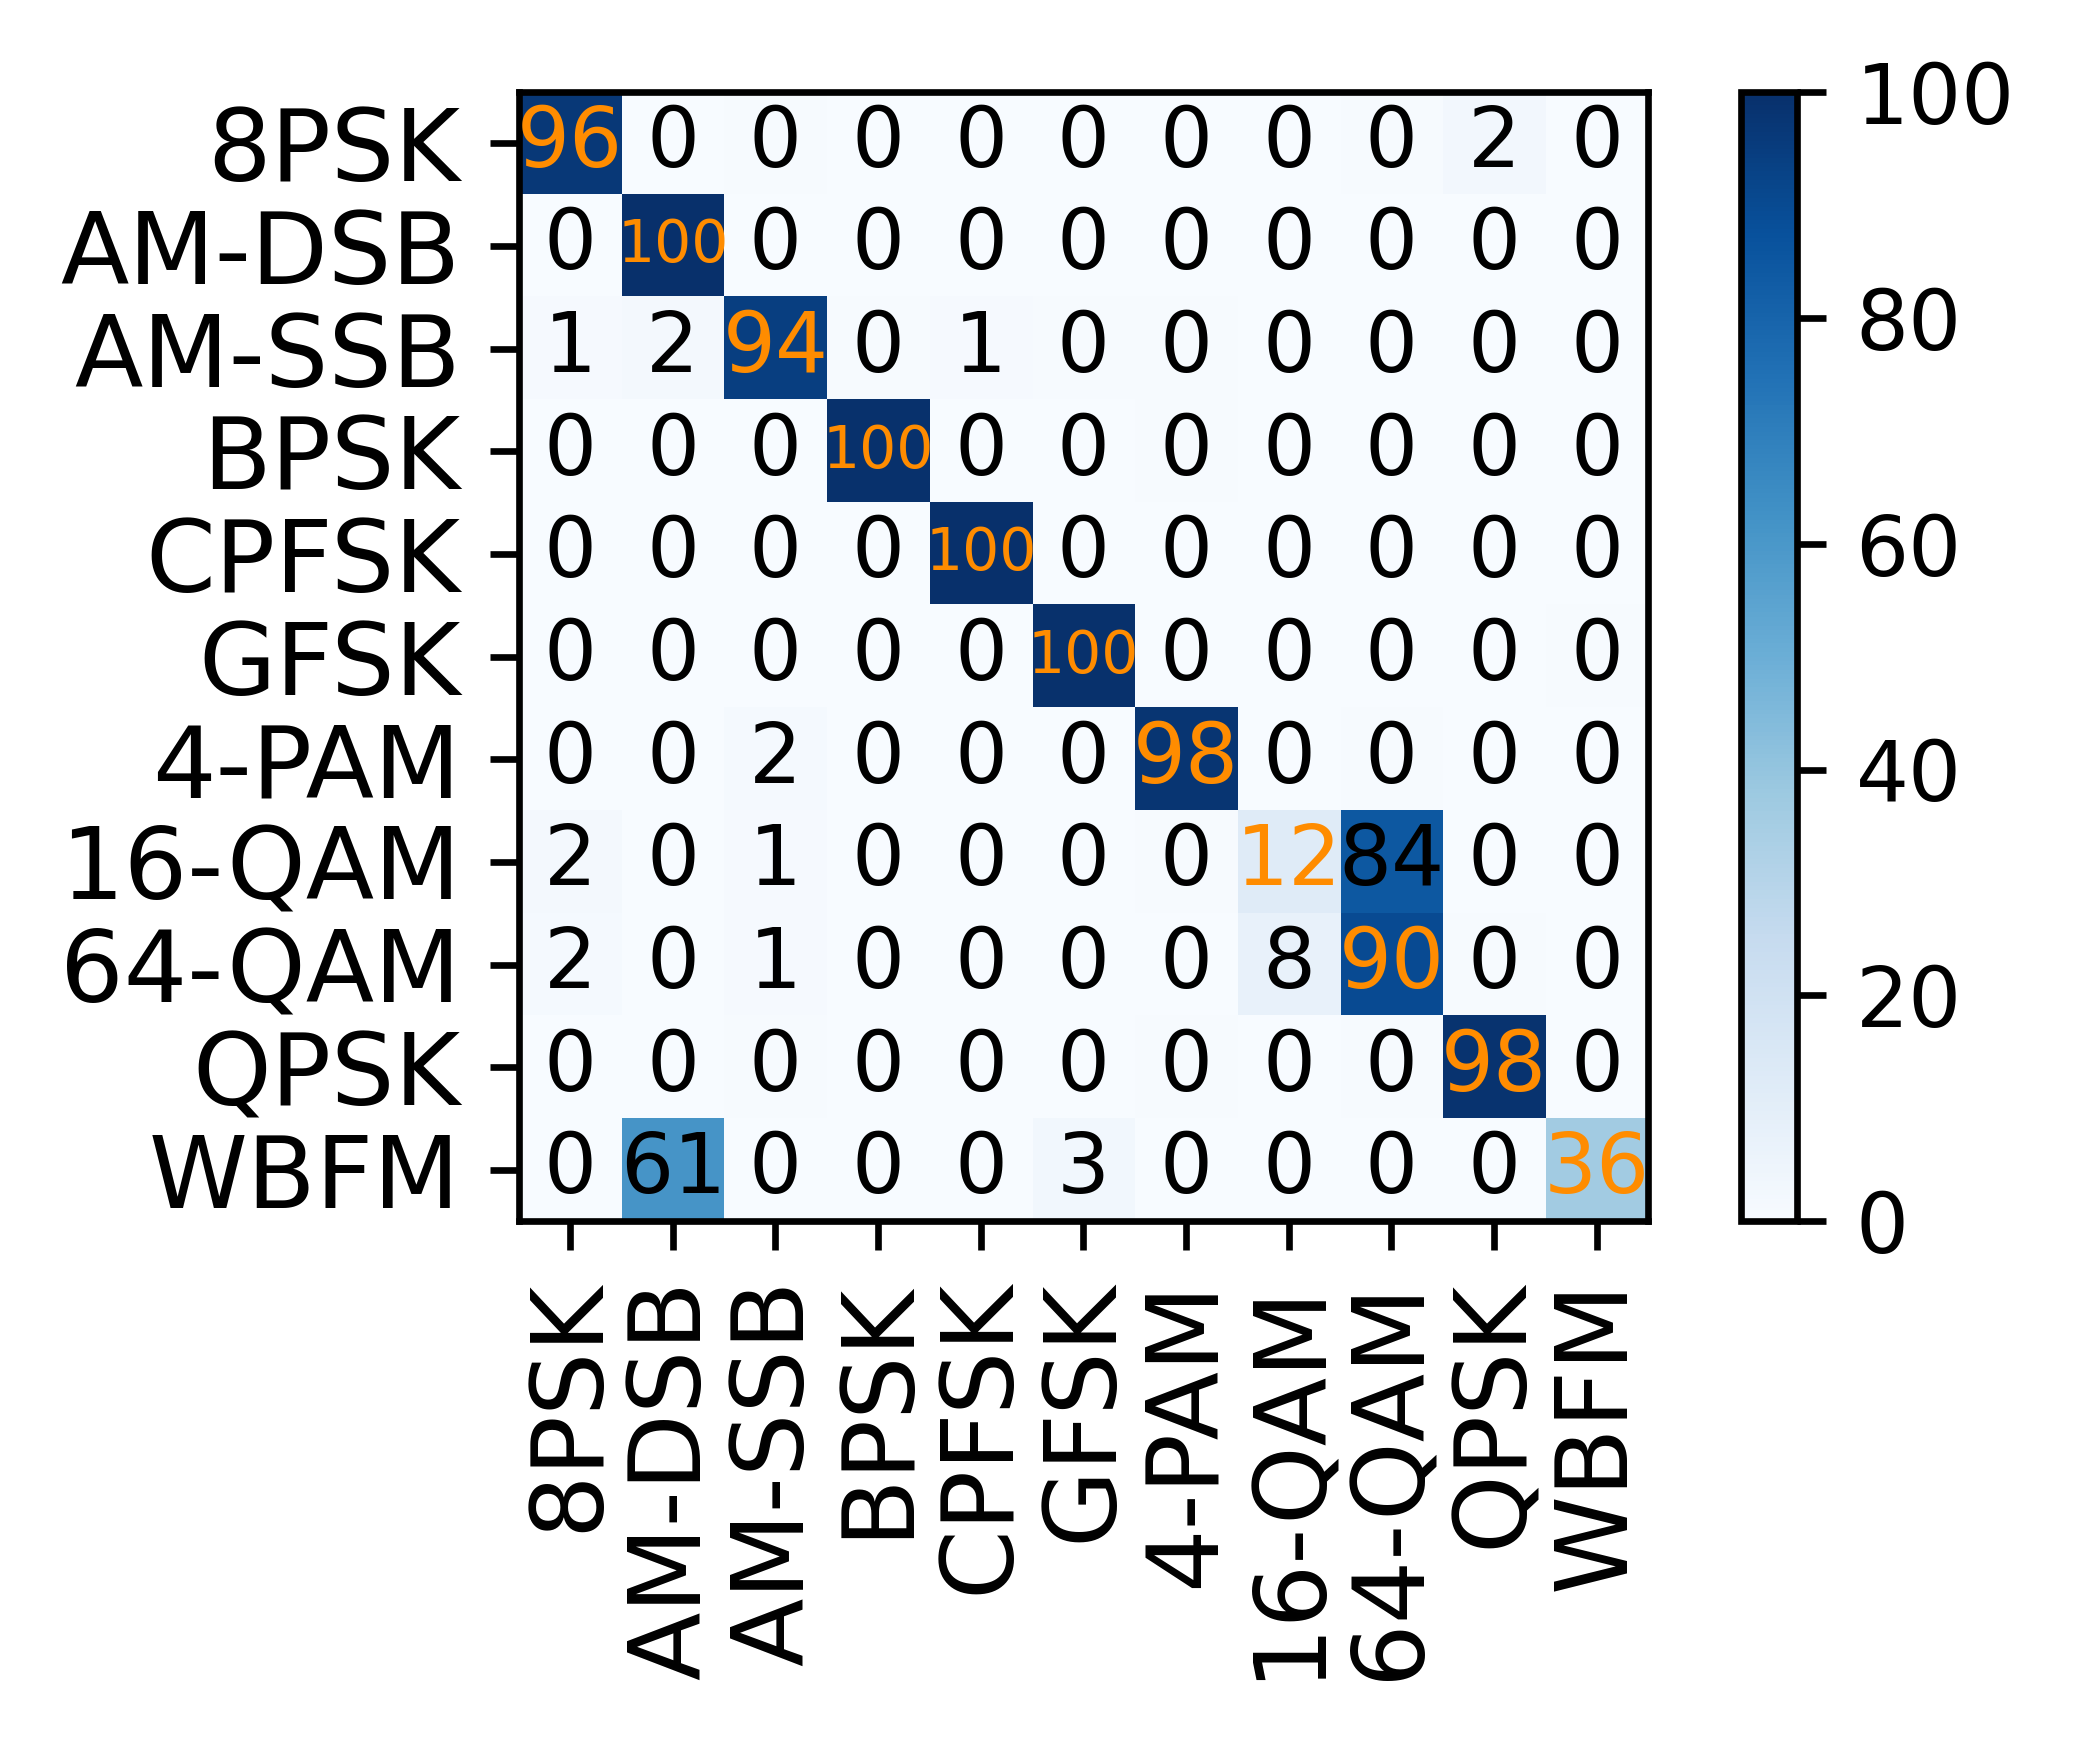 8PSK 96 0 0 0 0 0 0 0 0 2 0
AM-DSB 0 100 0 0 0 0 0 0 0 0 0
AM-SSB 1 2 94 0 1 0 0 0 0 0 0
BPSK 0 0 0 100 0 0 0 0 0 0 0
CPFSK 0 0 0 0 100 0 0 0 0 0 0
GFSK 0 0 0 0 0 100 0 0 0 0 0
4-PAM 0 0 2 0 0 0 98 0 0 0 0
16-QAM 2 0 1 0 0 0 0 12 84 0 0
64-QAM 2 0 1 0 0 0 0 8 90 0 0
QPSK 0 0 0 0 0 0 0 0 0 98 0
WBFM 0 61 0 0 0 3 0 0 0 0 36
8PSK
AM-DSB
AM-SSB
BPSK
CPFSK
GFSK
4-PAM
16-QAM
64-QAM
QPSK
WBFM
100
80
60
40
20
0